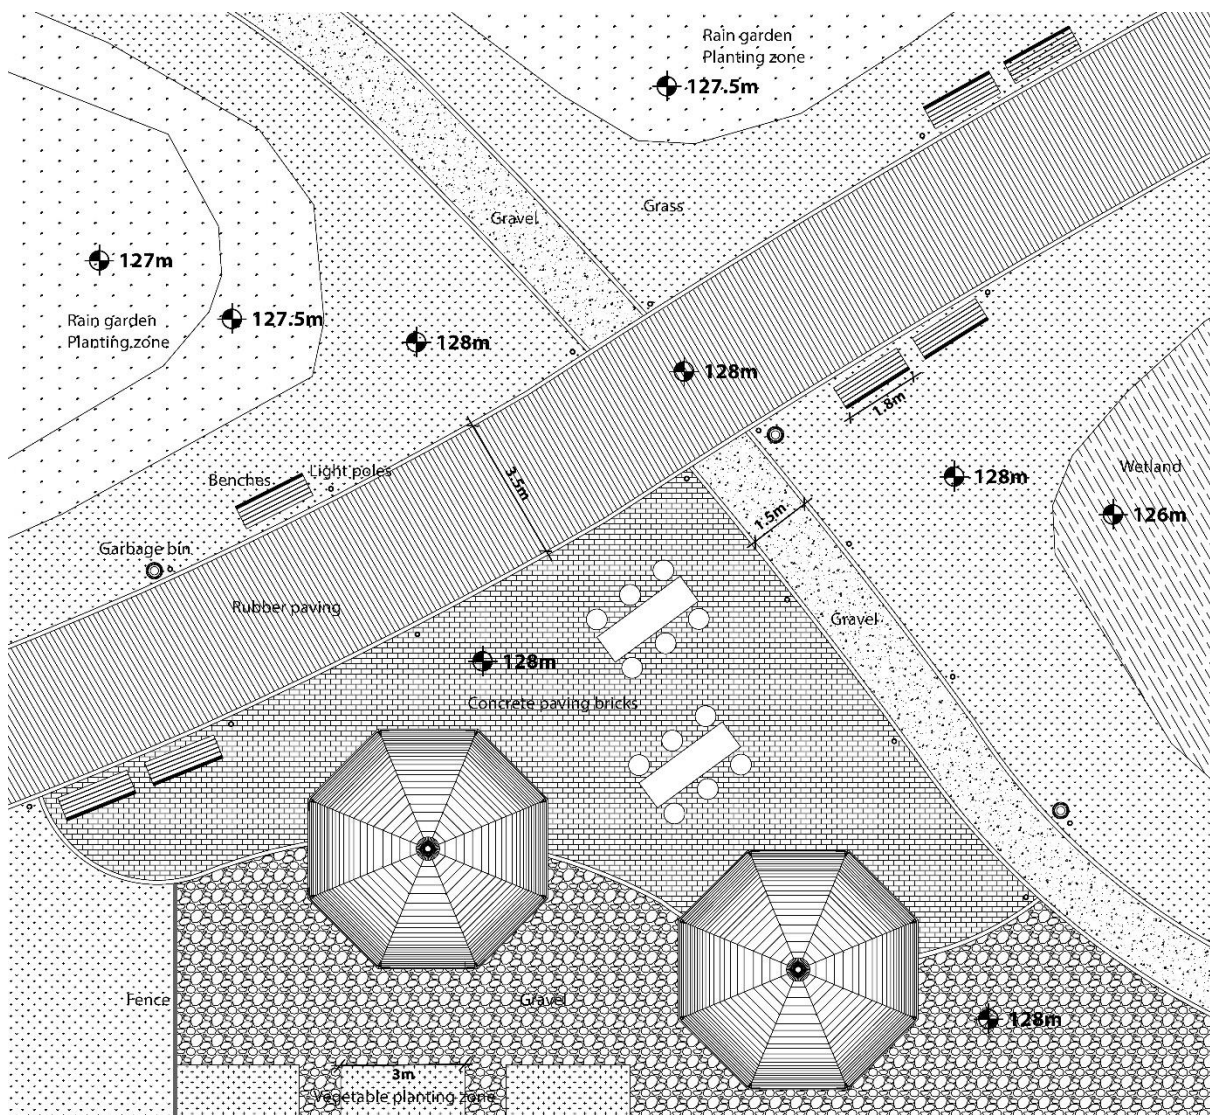 Rain garden
Planting zone
127.5m
Gravel
Grass
127m
Rain garden
Planting zone
127.5m
128m
128m
1.8m
Benches
Light poles
3.5m
Wetland
128m
126m
1.5m
Garbage bin
Rubber paving
Gravel
128m
Concrete paving bricks
Fence
Gravel
128m
3m
Vegetable planting zone